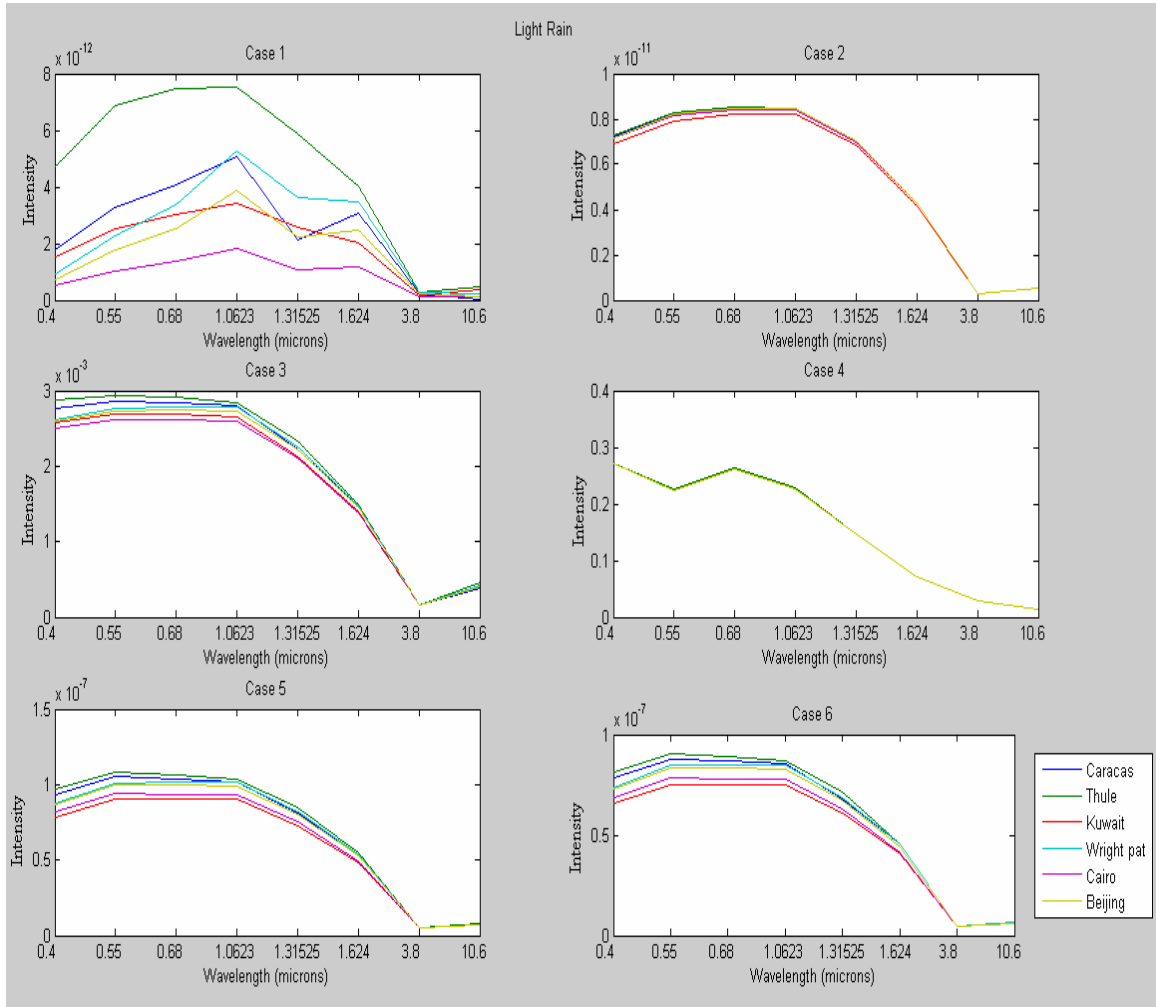 Light Rain
x 10^-12
Case 1
8
6
4
2
0
Intensity
0.4 0.55 0.68 1.0623 1.31525 1.624 3.8 10.6
Wavelength (microns)
x 10^-11
Case 2
1
0.8
0.6
0.4
0.2
0
Intensity
0.4 0.55 0.68 1.0623 1.31525 1.624 3.8 10.6
Wavelength (microns)
x 10^-3
Case 3
3
2
1
0
Intensity
0.4 0.55 0.68 1.0623 1.31525 1.624 3.8 10.6
Wavelength (microns)
Case 4
0.4
0.3
0.2
0.1
0
Intensity
0.4 0.55 0.68 1.0623 1.31525 1.624 3.8 10.6
Wavelength (microns)
x 10^-7
Case 5
1.5
1
0.5
0
Intensity
0.4 0.55 0.68 1.0623 1.31525 1.624 3.8 10.6
Wavelength (microns)
x 10^-7
Case 6
1
0.5
0
Intensity
0.4 0.55 0.68 1.0623 1.31525 1.624 3.8 10.6
Wavelength (microns)
Caracas
Thule
Kuwait
Wright pat
Cairo
Beijing